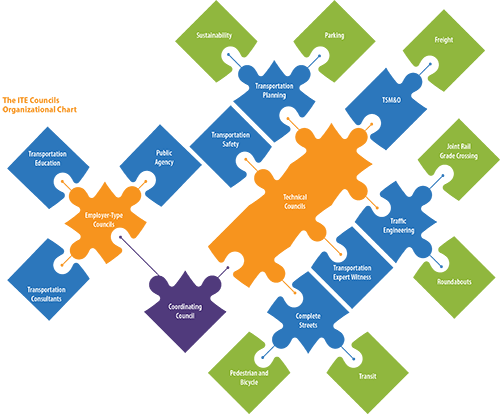 Sustainability
Parking
Freight
Transportation
Planning
TSM&O
The ITE Councils
Organizational Chart
Transportation
Education
Public
Agency
Transportation
Safety
Joint Rail
Grade Crossing
Employer-Type
Councils
Technical
Councils
Traffic
Engineering
Transportation
Consultants
Coordinating
Council
Transportation
Expert Witness
Roundabouts
Complete
Streets
Pedestrian and
Bicycle
Transit